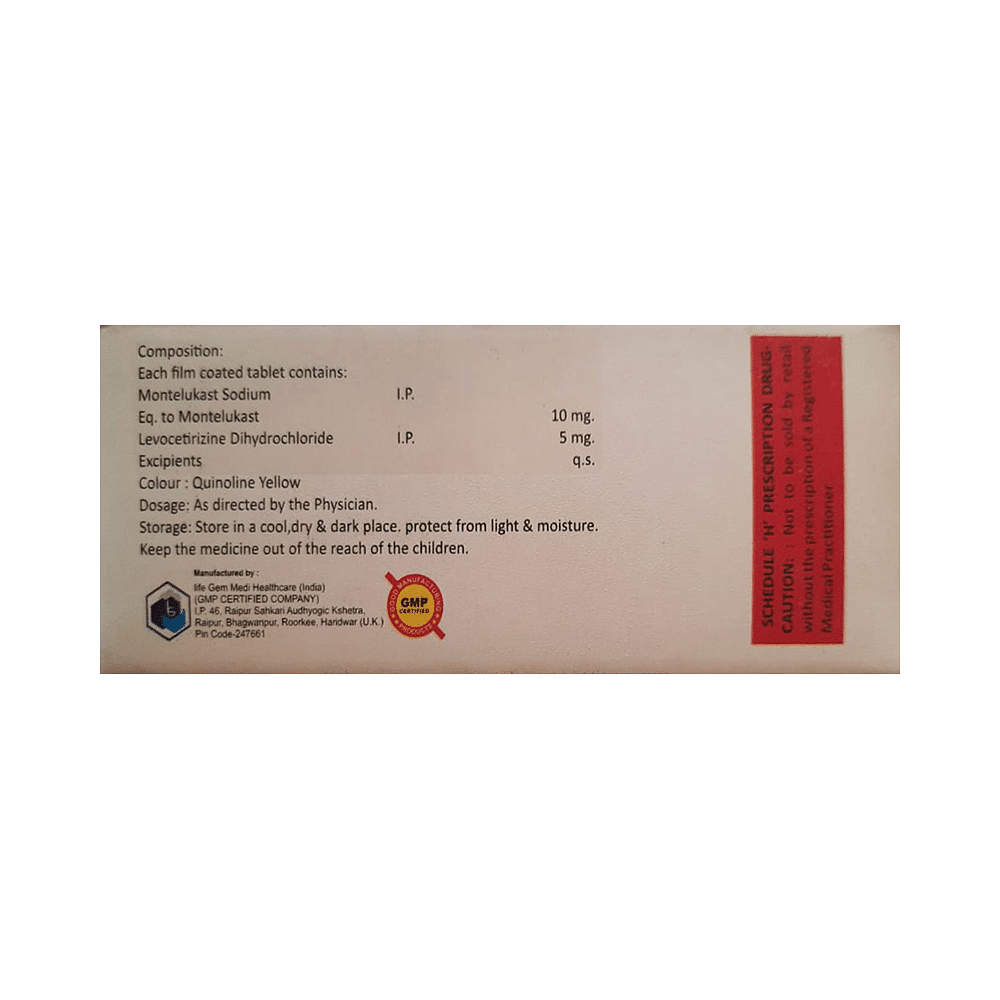 Composition:
Each film coated tablet contains:
Montelukast Sodium I.P.
Eq. to Montelukast 10 mg.
Levocetirizine Dihydrochloride I.P. 5 mg.
Excipients q.s.
Colour : Quinoline Yellow
Dosage: As directed by the Physician.
Storage: Store in a cool,dry & dark place. protect from light & moisture.
Keep the medicine out of the reach of the children.
Manufactured by :
life Gem Medi Healthcare (India)
(GMP CERTIFIED COMPANY)
I.P. 46, Raipur Sahkari Audhyogic Kshetra,
Raipur, Bhagwanpur, Roorkee, Haridwar (U.K.)
Pin Code-247661
GOOD MANUFACTURING
GMP
CERTIFIED
PRODUCTS
SCHEDULE 'H' PRESCRIPTION DRUG-
CAUTION: : Not to be sold by retail
without the prescription of a Registered
Medical Practitioner